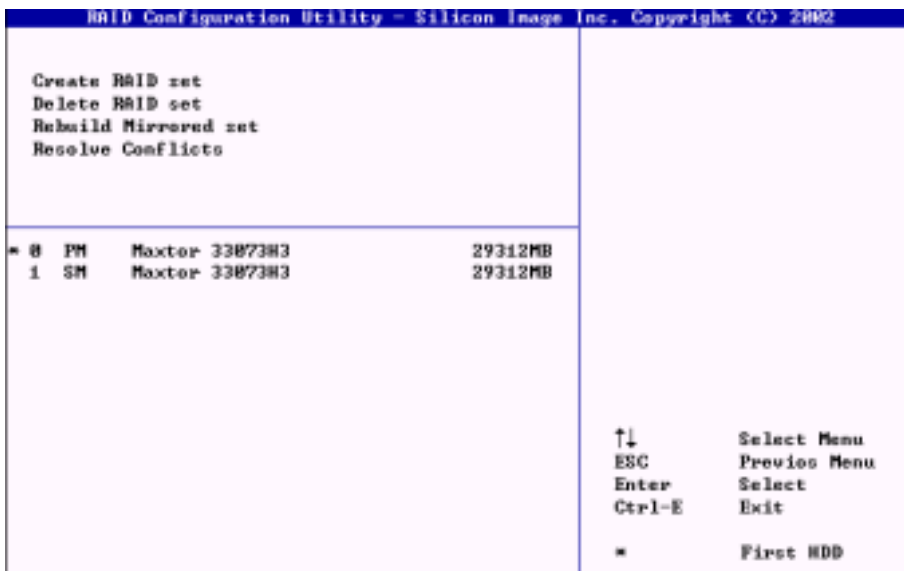 RAID Configuration Utility - Silicon Image Inc. Copyright (C) 2002
Create RAID set
Delete RAID set
Rebuild Mirrored set
Resolve Conflicts
* 0 PM Maxtor 33073H3 29312MB
1 SM Maxtor 33073H3 29312MB
↑↓ Select Menu
ESC Previos Menu
Enter Select
Ctrl-E Exit
* First HDD